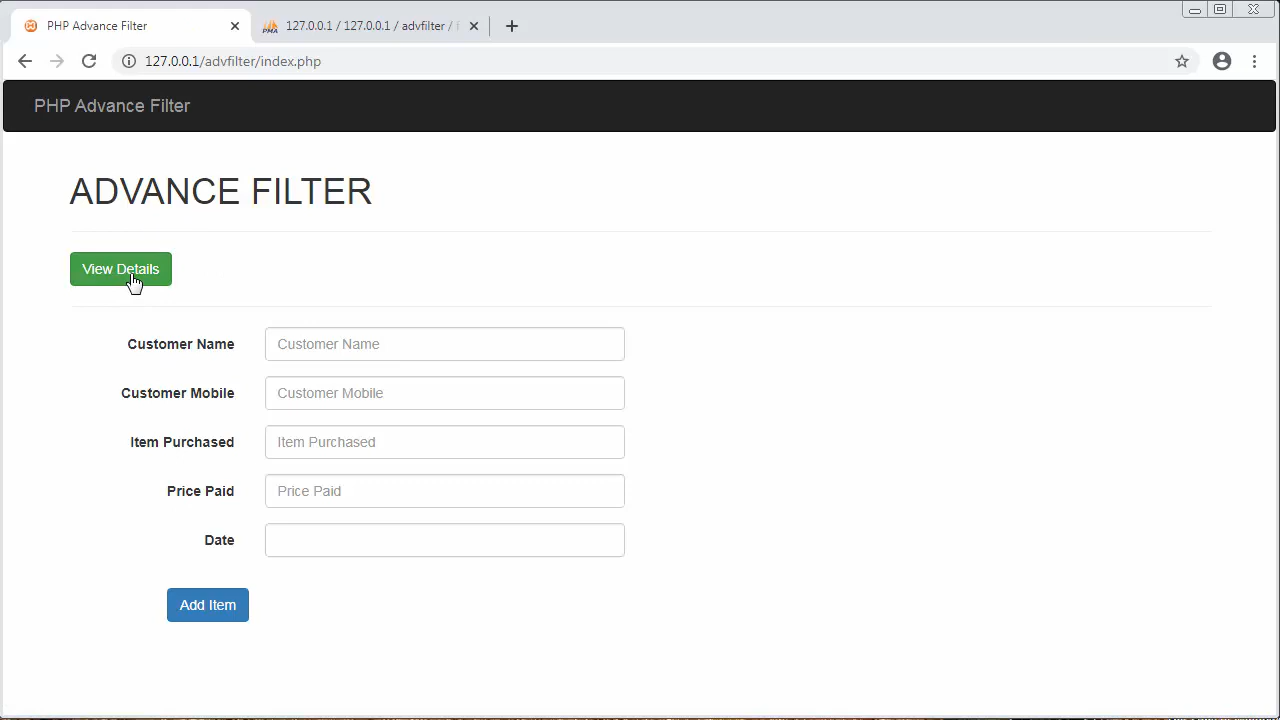 PHP Advance Filter
127.0.0.1 / 127.0.0.1 / advfilter /
127.0.0.1/advfilter/index.php
PHP Advance Filter
ADVANCE FILTER
View Details
Customer Name Customer Name
Customer Mobile Customer Mobile
Item Purchased Item Purchased
Price Paid Price Paid
Date
Add Item